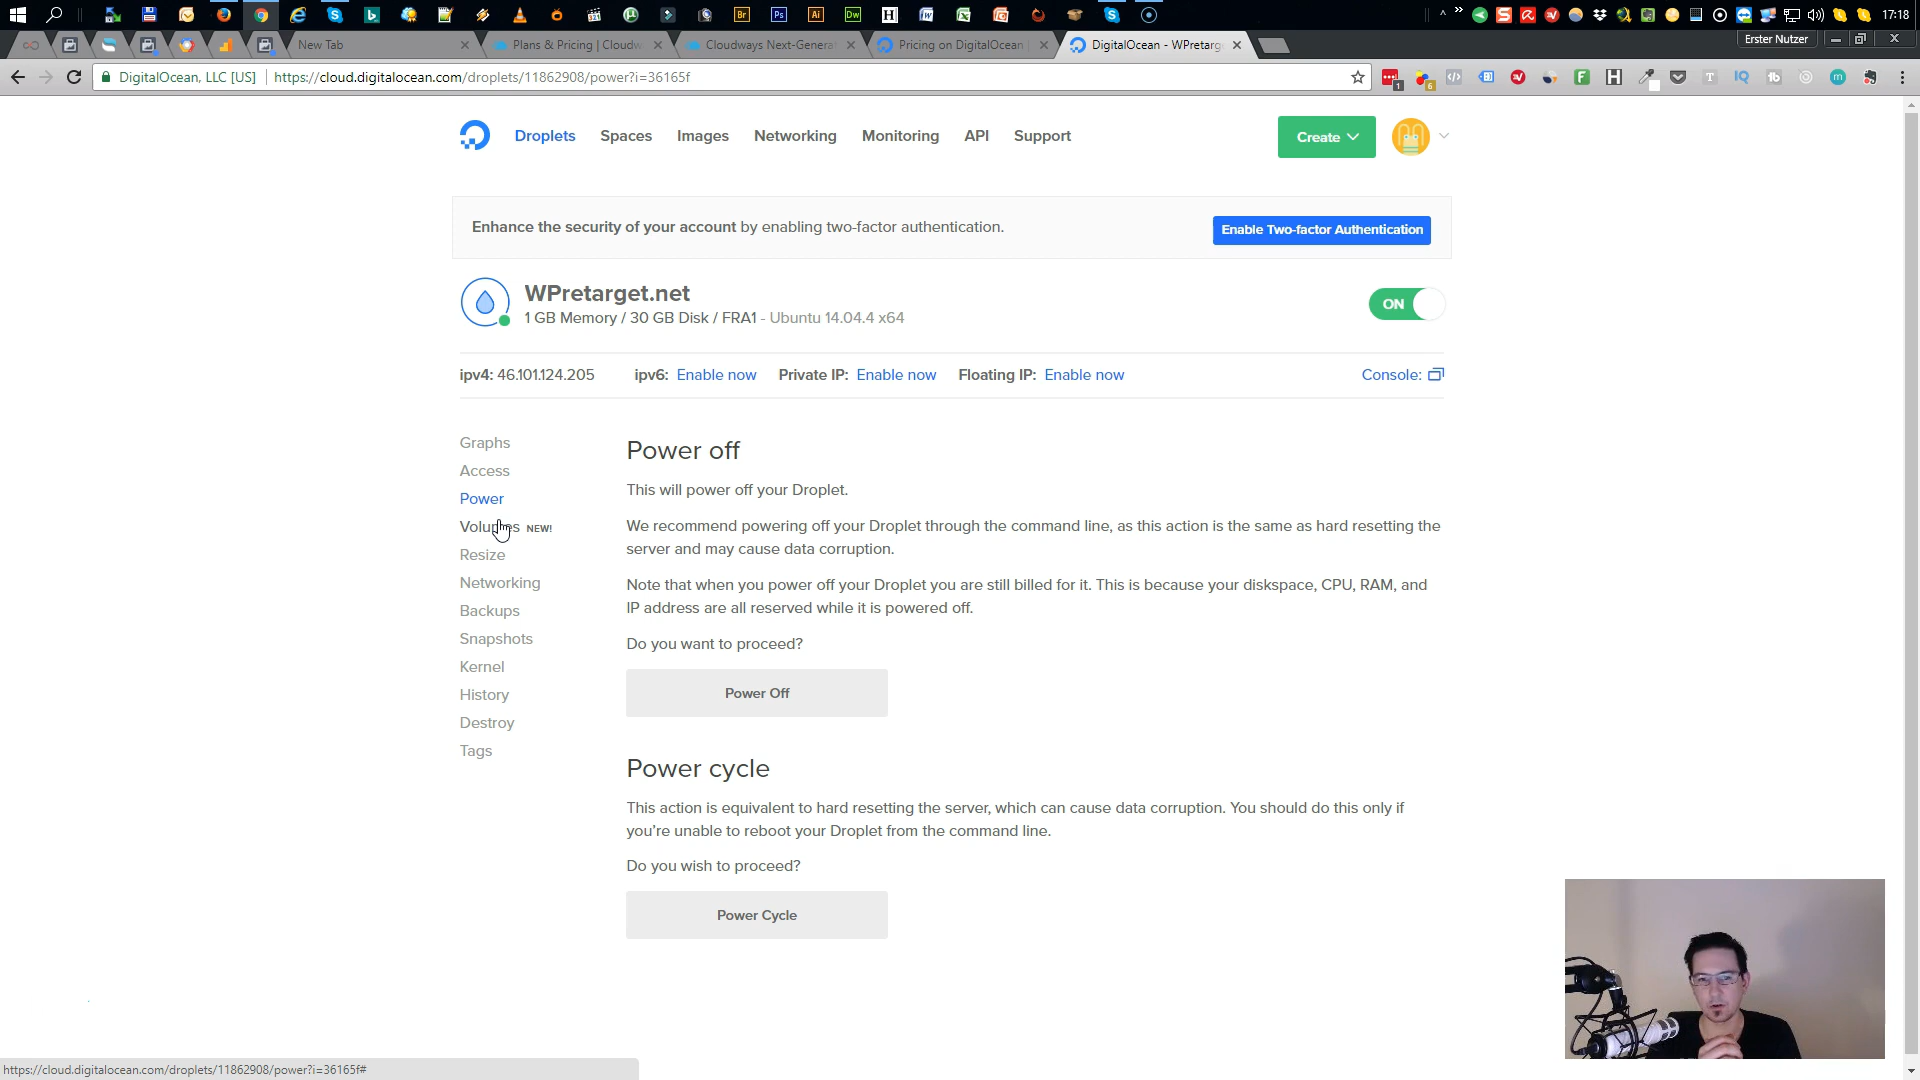 17:18
New Tab
Plans & Pricing | Cloudw
Cloudways Next-Genera
Pricing on DigitalOcean
DigitalOcean - WPretarg
Erster Nutzer
DigitalOcean, LLC [US] | https://cloud.digitalocean.com/droplets/11862908/power?i=36165f
Droplets
Spaces
Images
Networking
Monitoring
API
Support
Create
Enhance the security of your account by enabling two-factor authentication.
Enable Two-factor Authentication
WPretarget.net
1 GB Memory / 30 GB Disk / FRA1 - Ubuntu 14.04.4 x64
ON
ipv4: 46.101.124.205
ipv6: Enable now
Private IP: Enable now
Floating IP: Enable now
Console:
Graphs
Access
Power
Volumes NEW!
Resize
Networking
Backups
Snapshots
Kernel
History
Destroy
Tags
Power off
This will power off your Droplet.
We recommend powering off your Droplet through the command line, as this action is the same as hard resetting the
server and may cause data corruption.
Note that when you power off your Droplet you are still billed for it. This is because your diskspace, CPU, RAM, and
IP address are all reserved while it is powered off.
Do you want to proceed?
Power Off
Power cycle
This action is equivalent to hard resetting the server, which can cause data corruption. You should do this only if
you're unable to reboot your Droplet from the command line.
Do you wish to proceed?
Power Cycle
https://cloud.digitalocean.com/droplets/11862908/power?i=36165f#